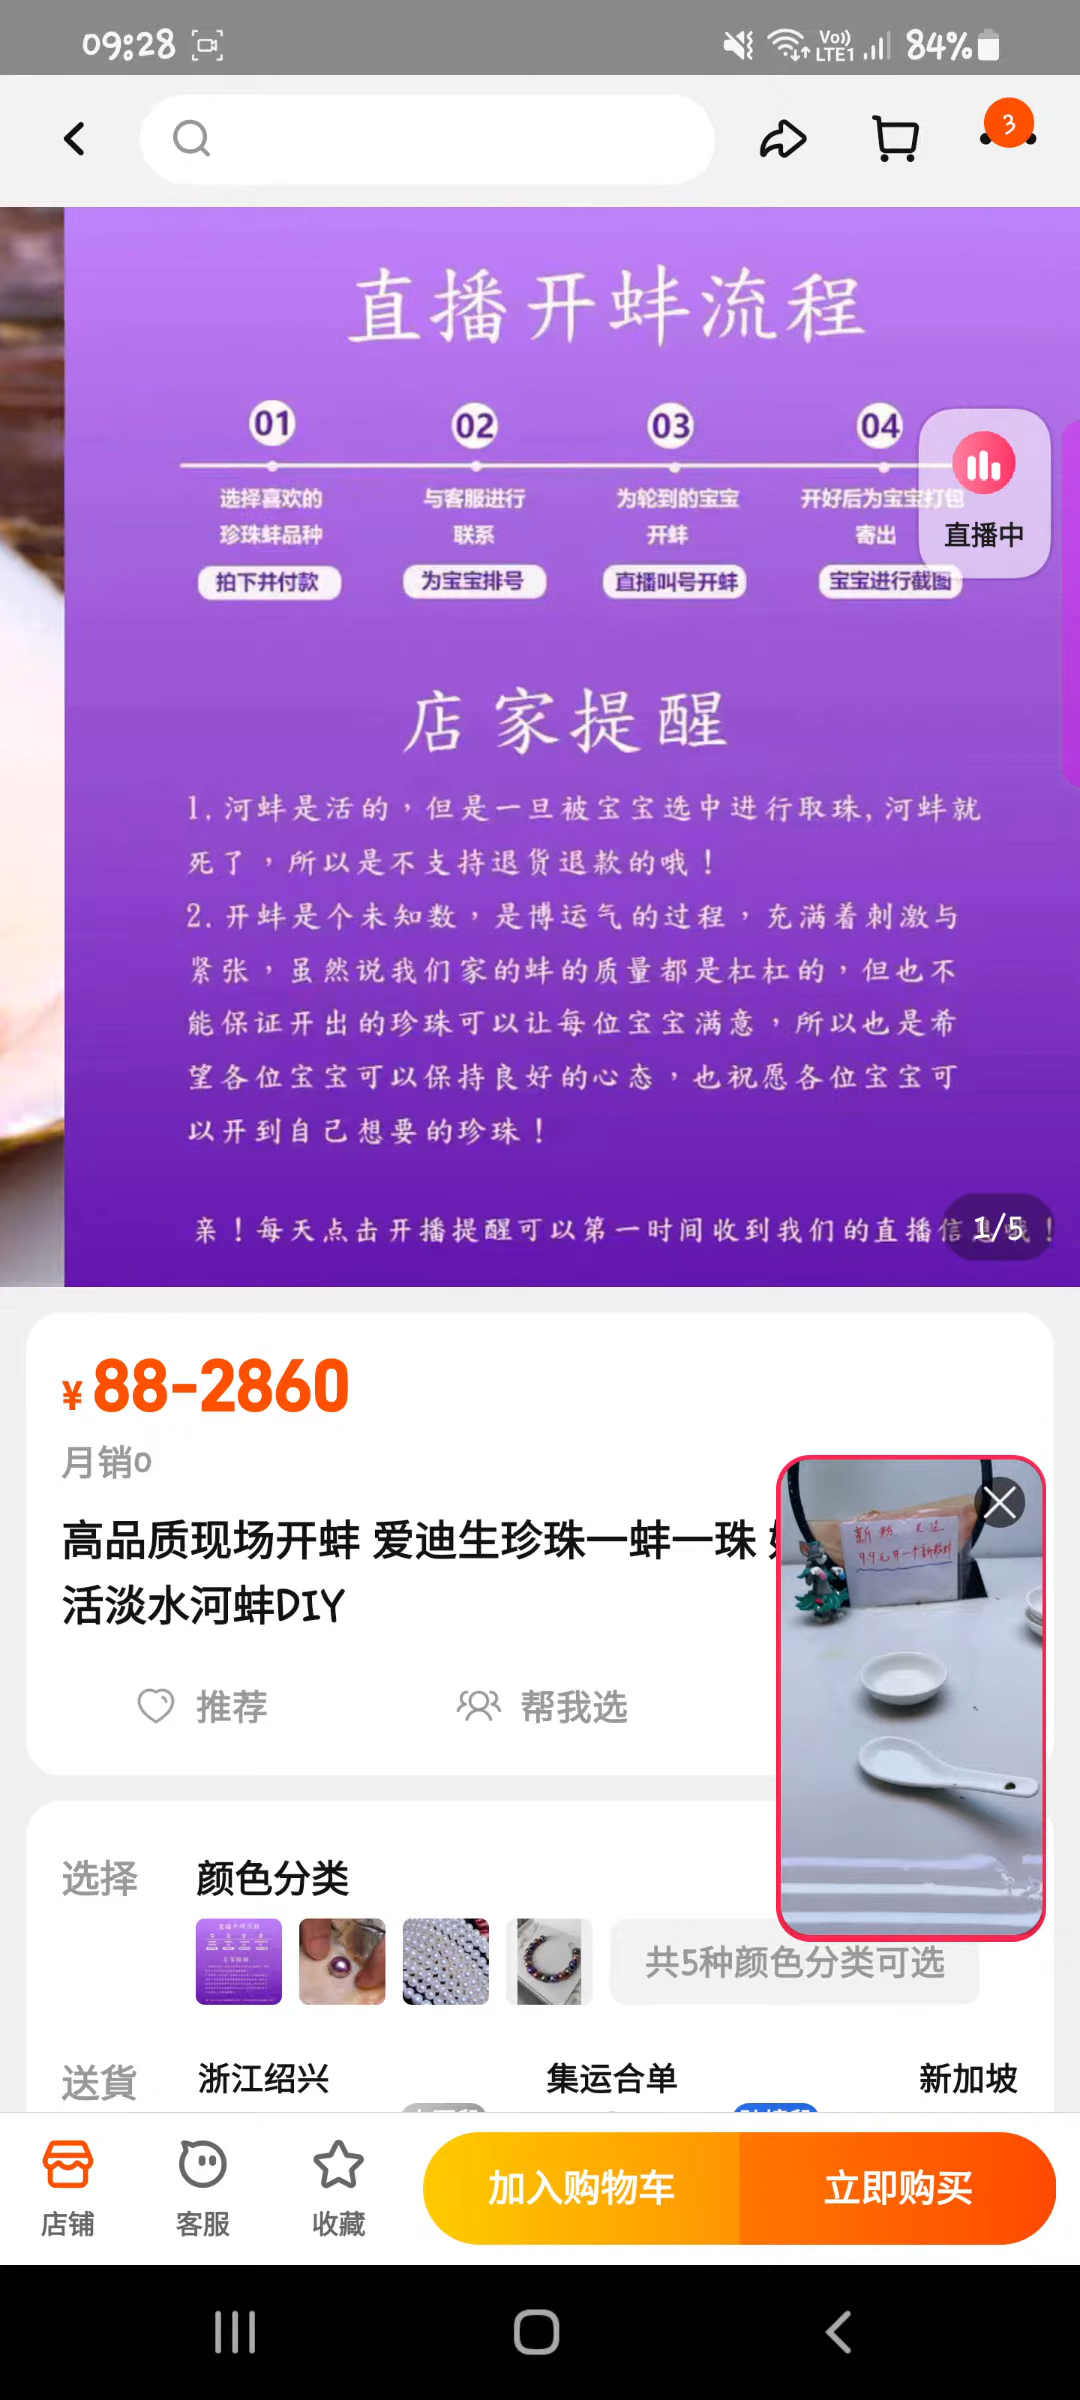 09:28
Vo))
LTE1
84%
3
直播开蚌流程
01
02
03
04
选择喜欢的
珍珠蚌品种
与客服进行
联系
为轮到的宝宝
开蚌
开好后为宝宝打包
寄出
拍下并付款
为宝宝排号
直播叫号开蚌
宝宝进行截图
直播中
店家提醒
1.河蚌是活的，但是一旦被宝宝选中进行取珠,河蚌就
死了，所以是不支持退货退款的哦！
2.开蚌是个未知数，是博运气的过程，充满着刺激与
紧张，虽然说我们家的蚌的质量都是杠杠的，但也不
能保证开出的珍珠可以让每位宝宝满意，所以也是希
望各位宝宝可以保持良好的心态，也祝愿各位宝宝可
以开到自己想要的珍珠！
亲！每天点击开播提醒可以第一时间收到我们的直播信息哦！
1/5
¥88-2860
月销0
高品质现场开蚌 爱迪生珍珠一蚌一珠
活淡水河蚌DIY
推荐
帮我选
选择
颜色分类
共5种颜色分类可选
送貨
浙江绍兴
集运合单
新加坡
店铺
客服
收藏
加入购物车
立即购买